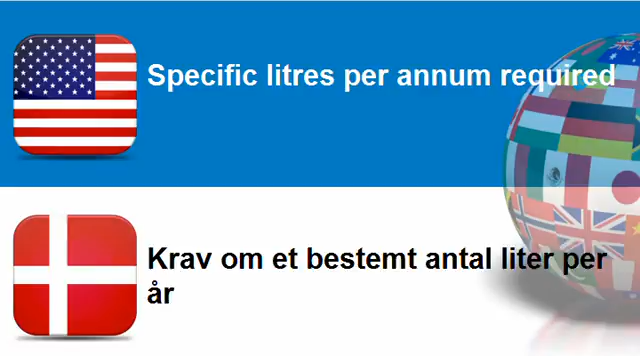 Specific litres per annum required
Krav om et bestemt antal liter per
år